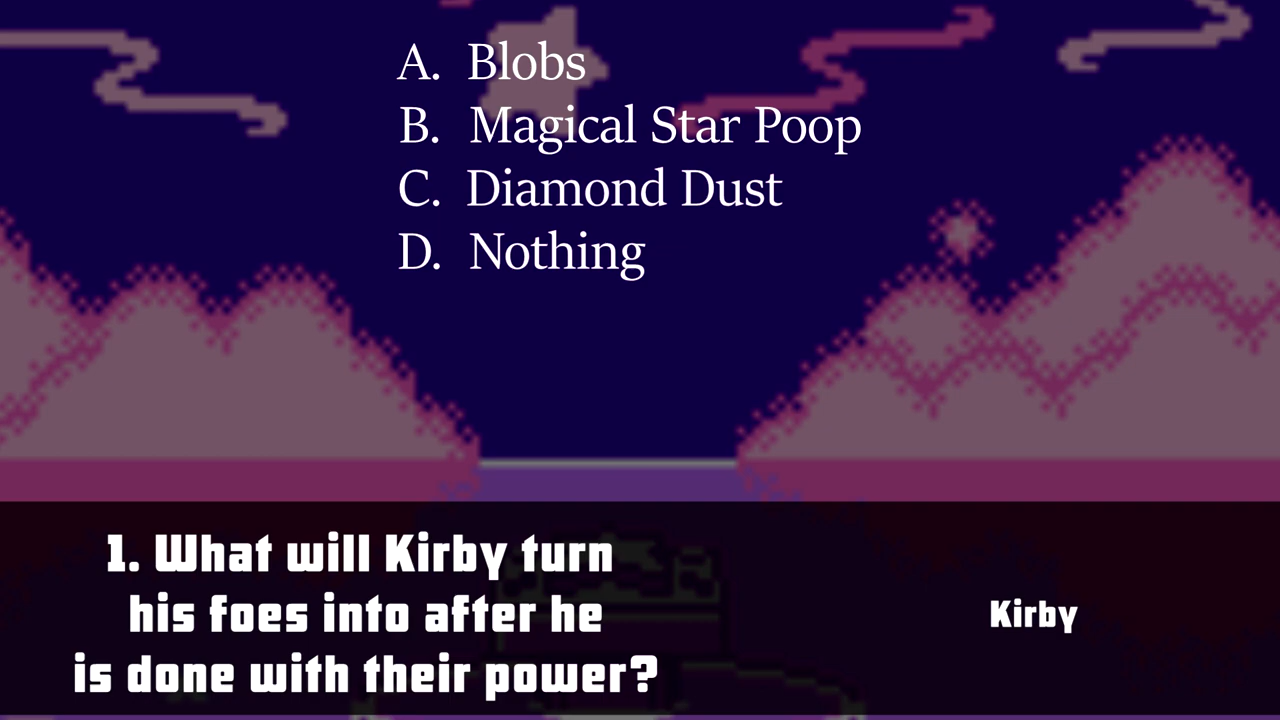 A. Blobs
B. Magical Star Poop
C. Diamond Dust
D. Nothing
1. What will Kirby turn
his foes into after he
is done with their power?
Kirby